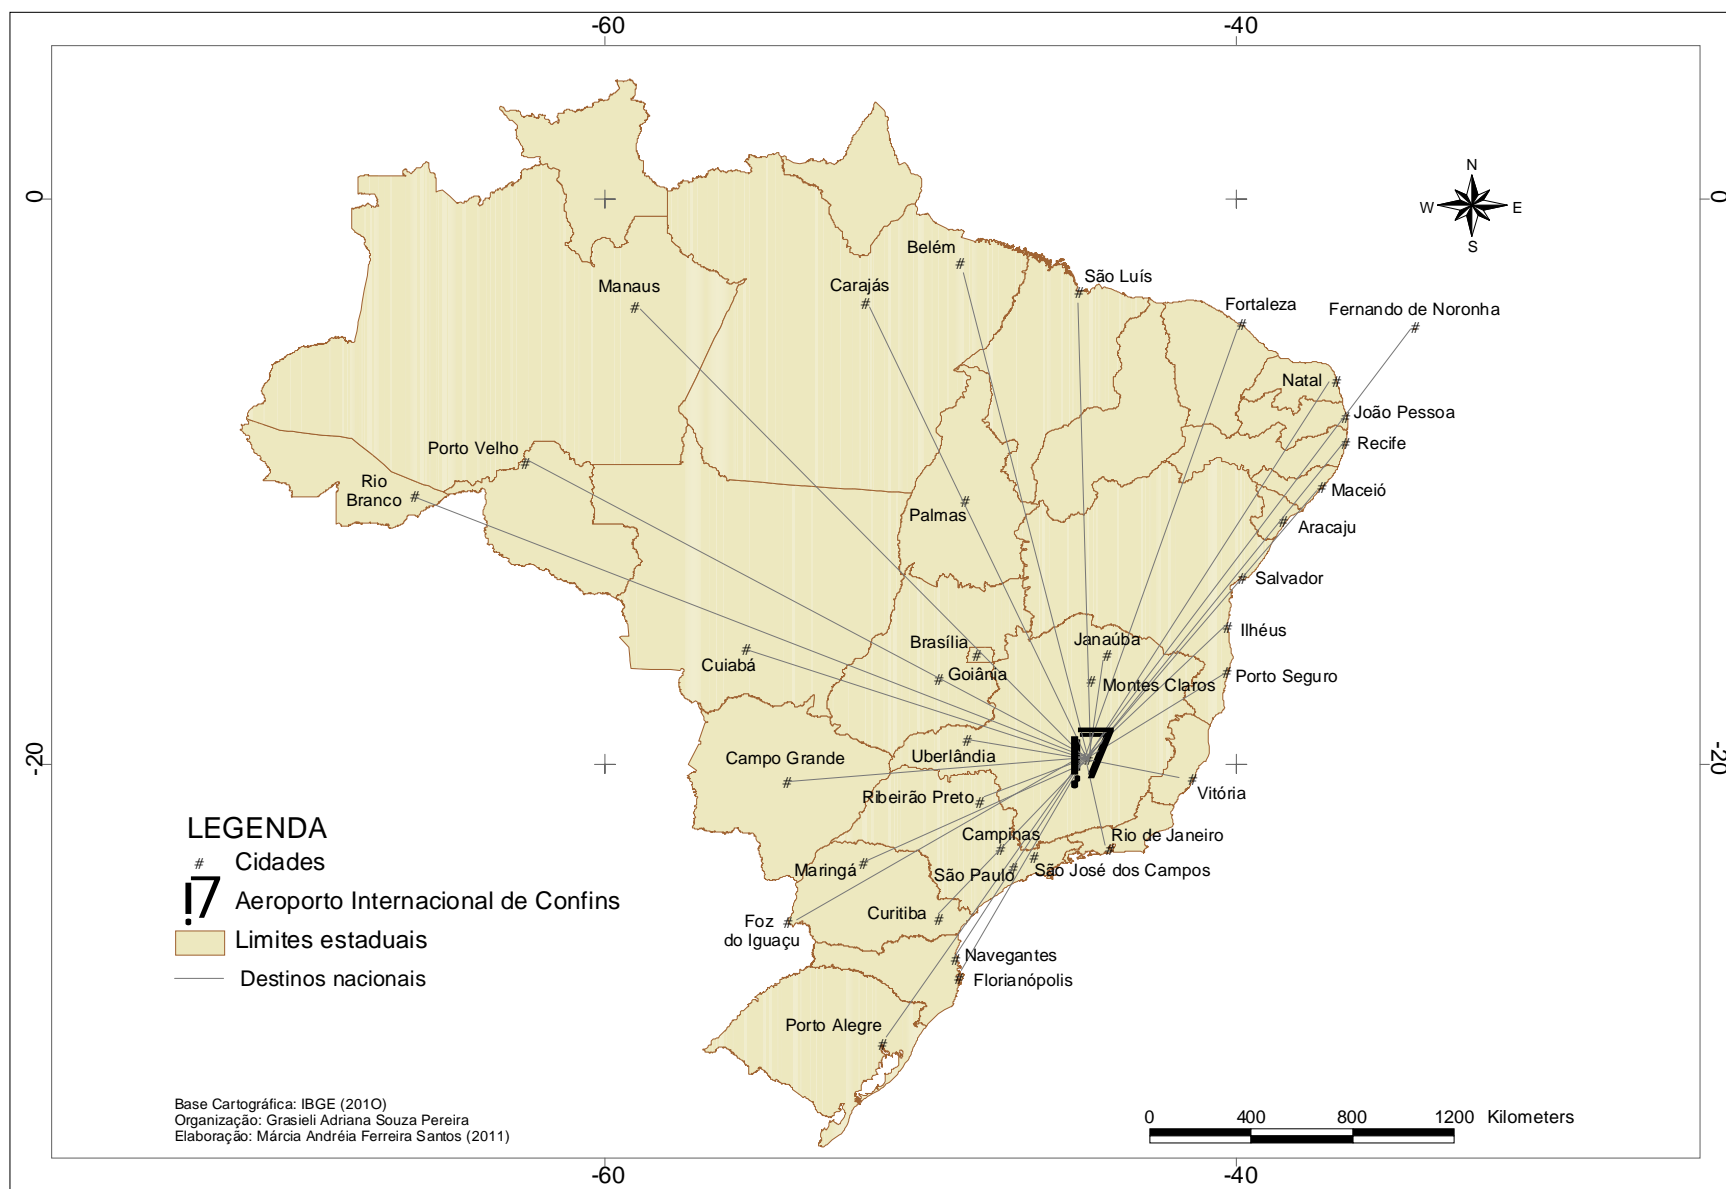 -60
-40
0
0
N
W
E
S
Belém
São Luís
Manaus
Carajás
Fortaleza
Fernando de Noronha
Natal
João Pessoa
Recife
Porto Velho
Rio
Branco
Maceió
Palmas
Aracaju
Salvador
Ilhéus
Brasília
Janaúba
Cuiabá
Goiânia
Montes Claros
Porto Seguro
-20
-20
Campo Grande
Uberlândia
Vitória
Ribeirão Preto
Campinas
Rio de Janeiro
Maringá
São Paulo
São José dos Campos
Curitiba
Foz
do Iguaçu
Navegantes
Florianópolis
Porto Alegre
LEGENDA
# Cidades
Aeroporto Internacional de Confins
Limites estaduais
Destinos nacionais
Base Cartográfica: IBGE (201O)
Organização: Grasieli Adriana Souza Pereira
Elaboração: Márcia Andréia Ferreira Santos (2011)
0 400 800 1200 Kilometers
-60
-40